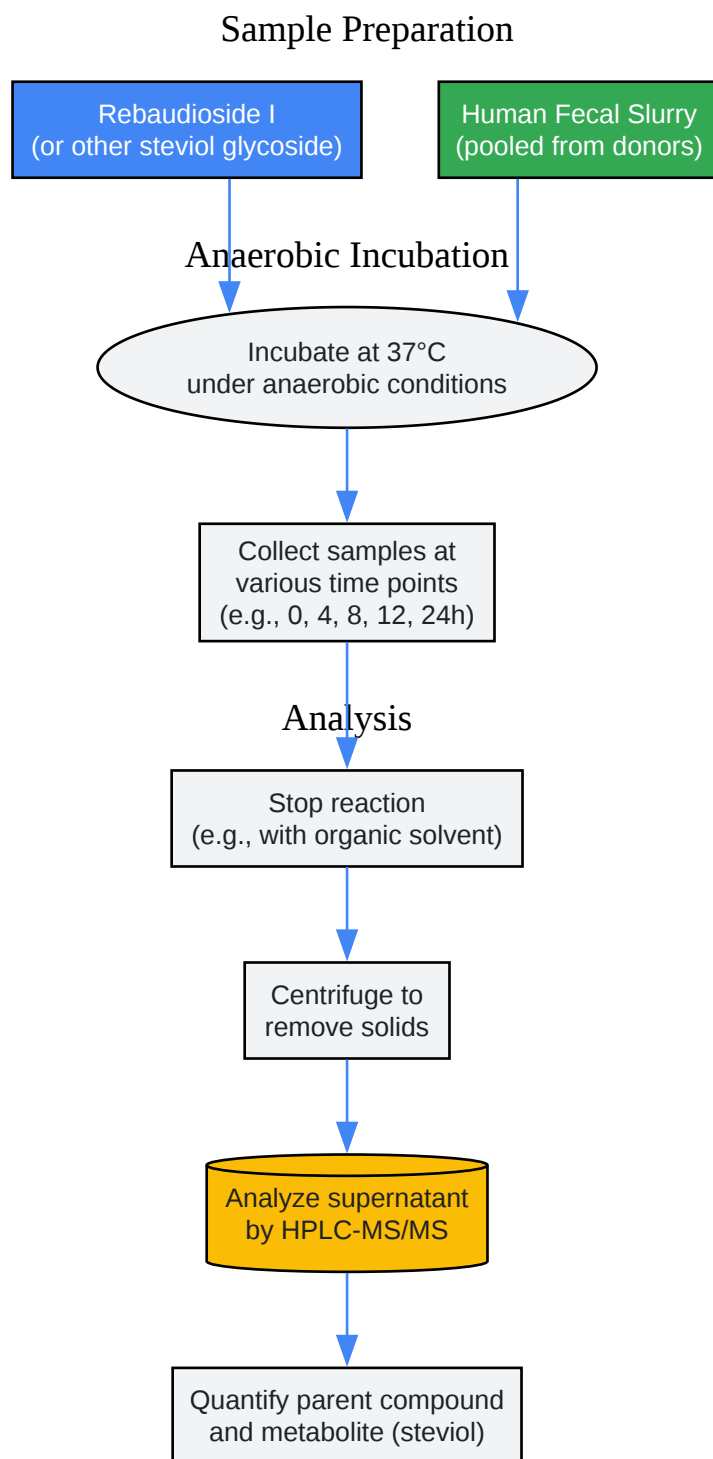 Sample Preparation
Rebaudioside I
(or other steviol glycoside)
Human Fecal Slurry
(pooled from donors)
Anaerobic Incubation
Incubate at 37°C
under anaerobic conditions
Collect samples at
various time points
(e.g., 0, 4, 8, 12, 24h)
Analysis
Stop reaction
(e.g., with organic solvent)
Centrifuge to
remove solids
Analyze supernatant
by HPLC-MS/MS
Quantify parent compound
and metabolite (steviol)